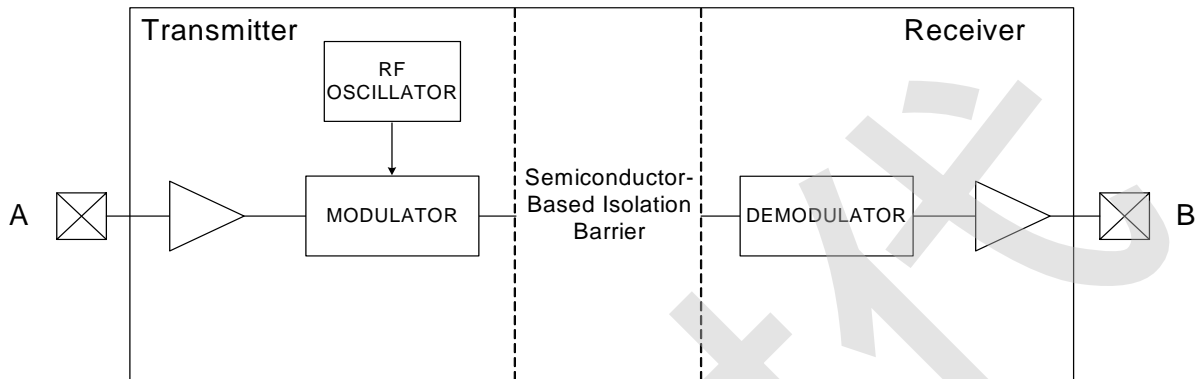 Transmitter
Receiver
RF
OSCILLATOR
A
MODULATOR
Semiconductor-
Based Isolation
Barrier
DEMODULATOR
B